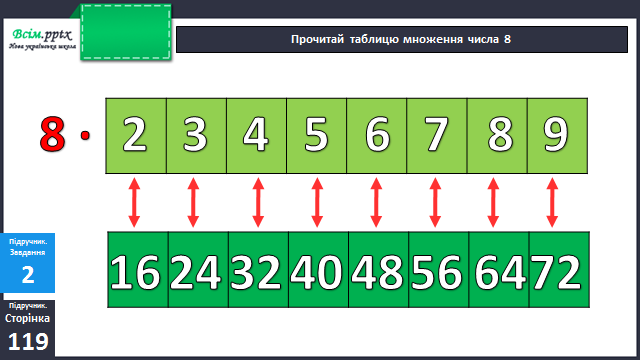 Всім.pptx
Нова українська школа
Прочитай таблицю множення числа 8
8 · 2 3 4 5 6 7 8 9
16 24 32 40 48 56 64 72
Підручник.
Завдання
2
Підручник.
Сторінка
119